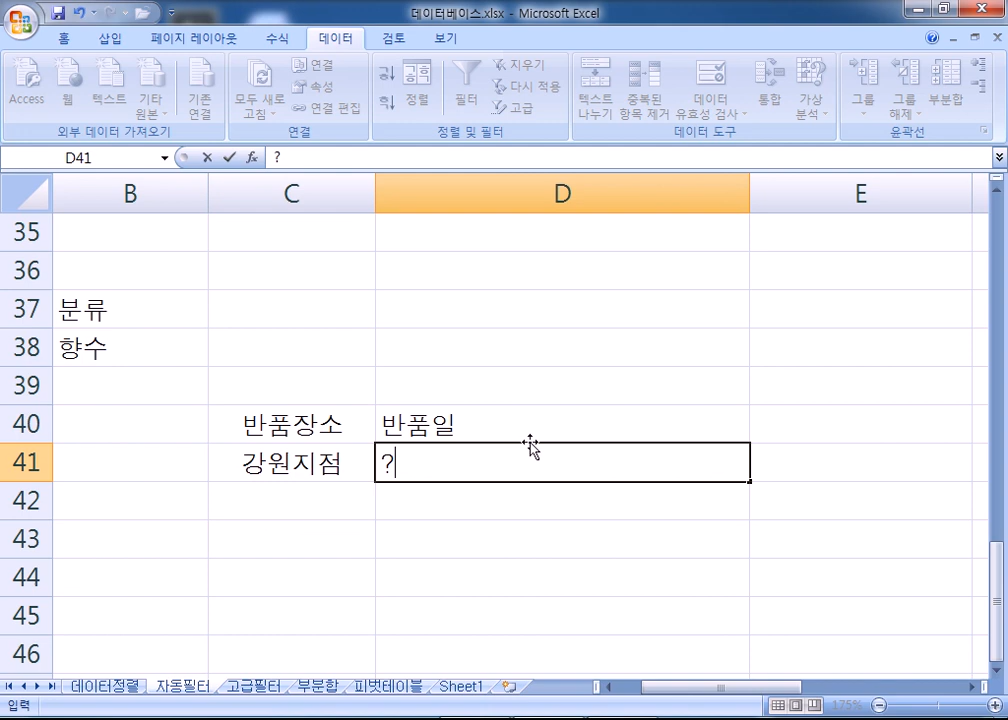 데이터베이스.xlsx - Microsoft Excel
홈 삽입 페이지 레이아웃 수식 데이터 검토 보기
Access 웹 텍스트 기타 원본 기존 연결
외부 데이터 가져오기
모두 새로 고침 연결 속성 연결 편집
연결
정렬 필터 지우기 다시 적용 고급
정렬 및 필터
텍스트 나누기 중복된 항목 제거 데이터 유효성 검사 통합 가상 분석
데이터 도구
그룹 그룹 해제 부분합
윤곽선
D41 fx ?
B C D E
35
36
37 분류
38 향수
39
40 반품장소 반품일
41 강원지점 ?
42
43
44
45
46
데이터정렬 자동필터 고급필터 부분합 피벗테이블 Sheet1
입력 175%